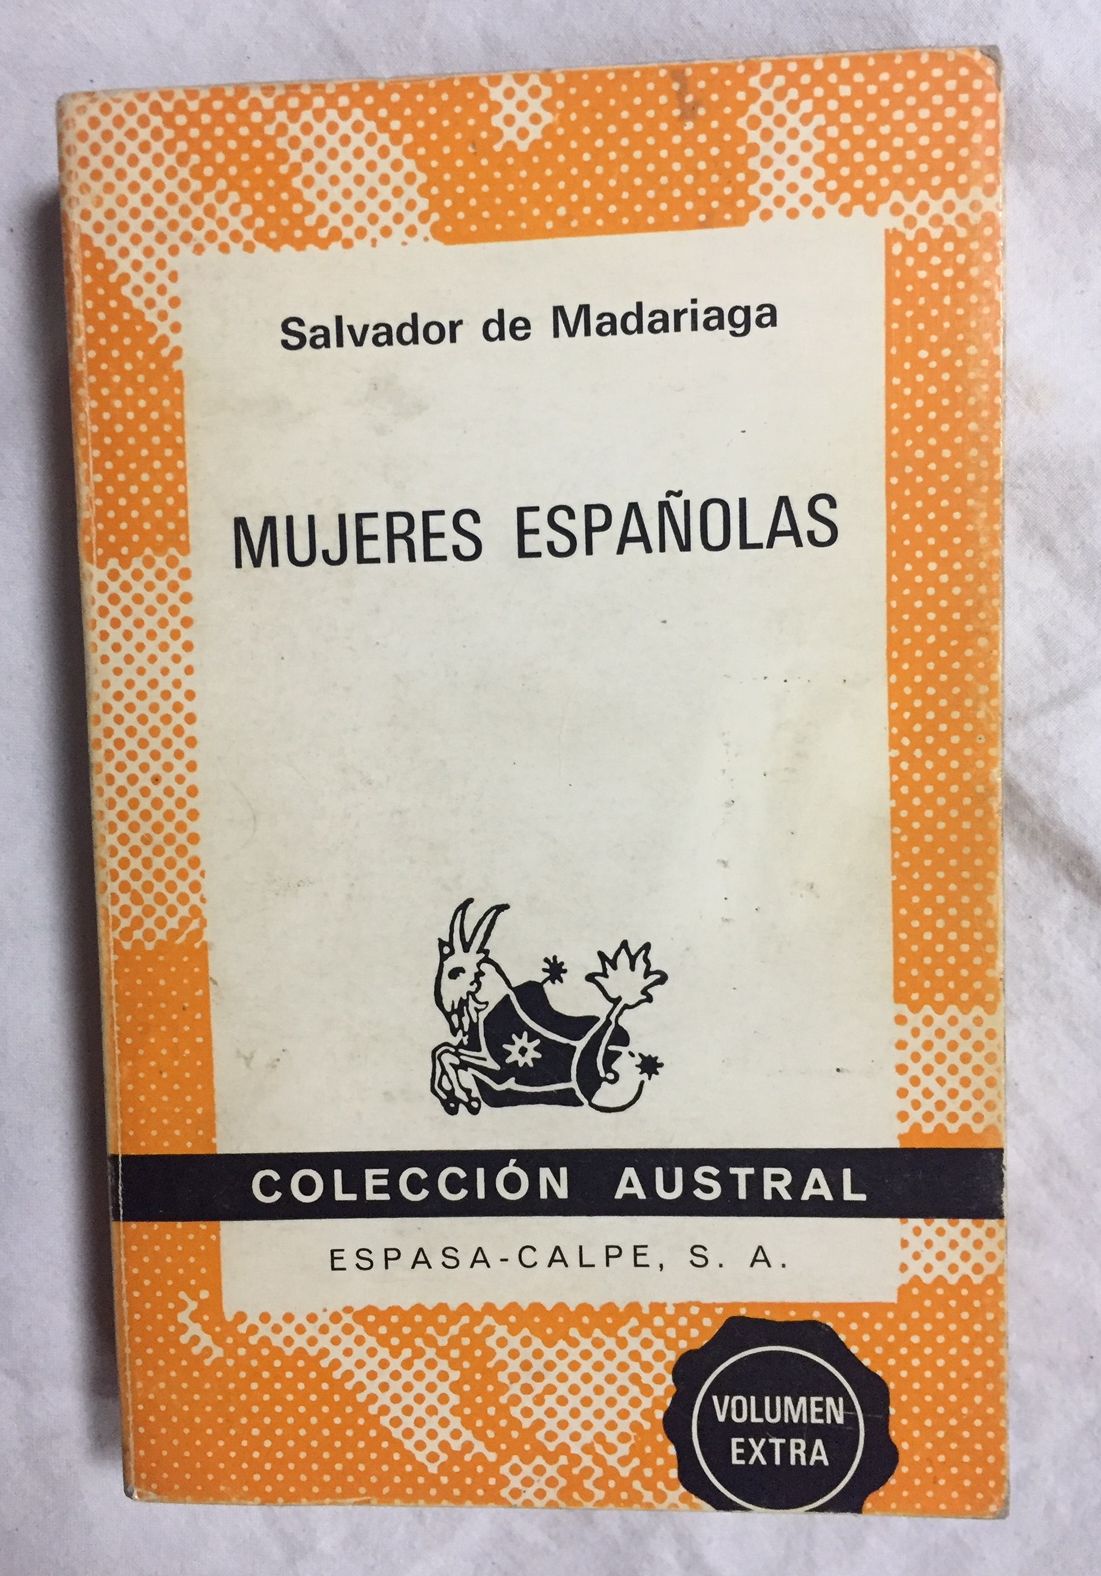 Salvador de Madariaga
MUJERES ESPAÑOLAS
COLECCIÓN AUSTRAL
ESPASA-CALPE, S. A.
VOLUMEN
EXTRA